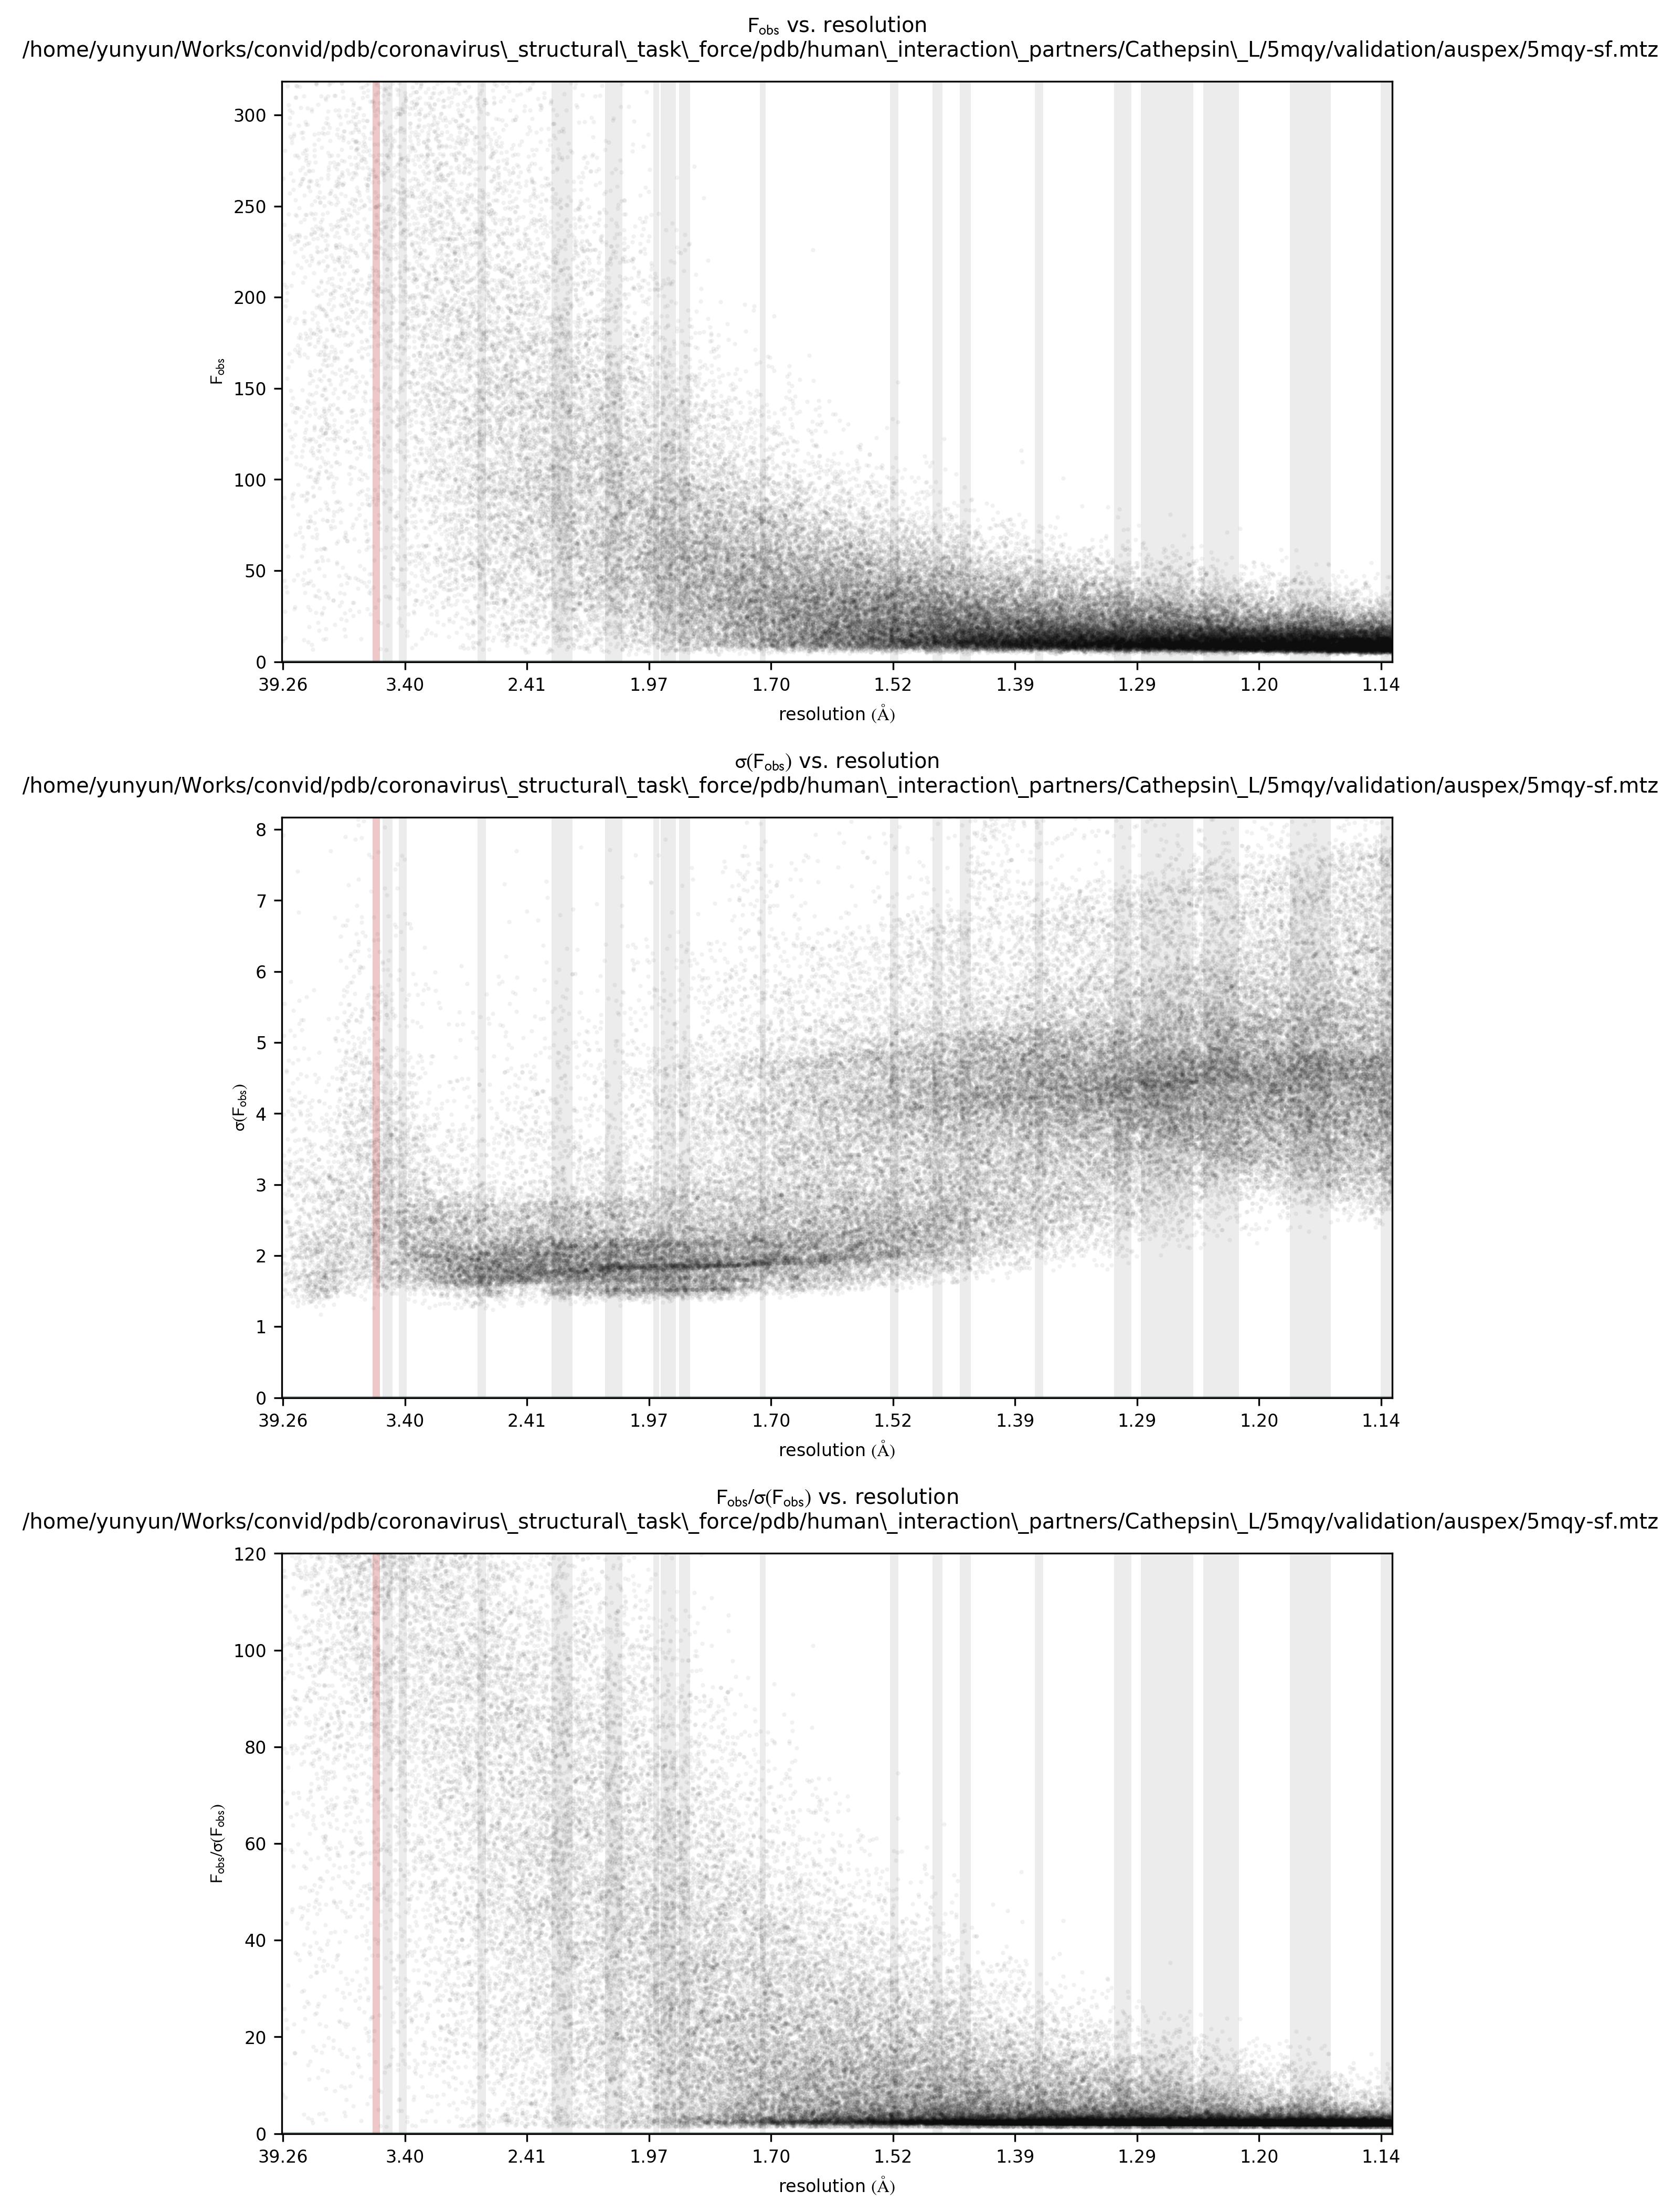 Fobs vs. resolution
/home/yunyun/Works/convid/pdb/coronavirus\_structural\_task\_force/pdb/human\_interaction\_partners/Cathepsin\_L/5mqy/validation/auspex/5mqy-sf.mtz
300
250
200
150
100
50
0
Fobs
39.26 3.40 2.41 1.97 1.70 1.52 1.39 1.29 1.20 1.14
resolution (Å)
σ(Fobs) vs. resolution
/home/yunyun/Works/convid/pdb/coronavirus\_structural\_task\_force/pdb/human\_interaction\_partners/Cathepsin\_L/5mqy/validation/auspex/5mqy-sf.mtz
8
7
6
5
4
3
2
1
0
σ(Fobs)
39.26 3.40 2.41 1.97 1.70 1.52 1.39 1.29 1.20 1.14
resolution (Å)
Fobs/σ(Fobs) vs. resolution
/home/yunyun/Works/convid/pdb/coronavirus\_structural\_task\_force/pdb/human\_interaction\_partners/Cathepsin\_L/5mqy/validation/auspex/5mqy-sf.mtz
120
100
80
60
40
20
0
Fobs/σ(Fobs)
39.26 3.40 2.41 1.97 1.70 1.52 1.39 1.29 1.20 1.14
resolution (Å)